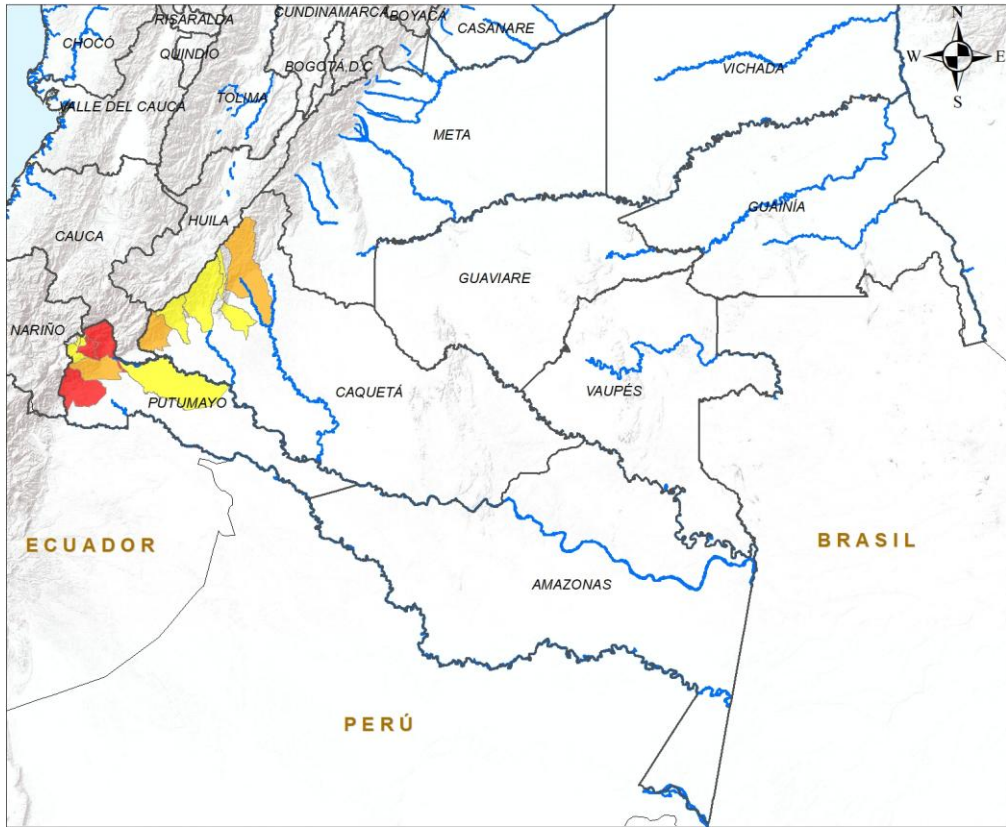 CUNDINAMARCA
BOYACÁ
RISARALDA
CASANARE
N
CHOCÓ
QUINDÍO
BOGOTÁ D.C
W
E
VICHADA
S
VALLE DEL CAUCA
TOLIMA
META
HUILA
GUAINÍA
CAUCA
GUAVIARE
NARIÑO
CAQUETÁ
VAUPÉS
PUTUMAYO
ECUADOR
BRASIL
AMAZONAS
PERÚ